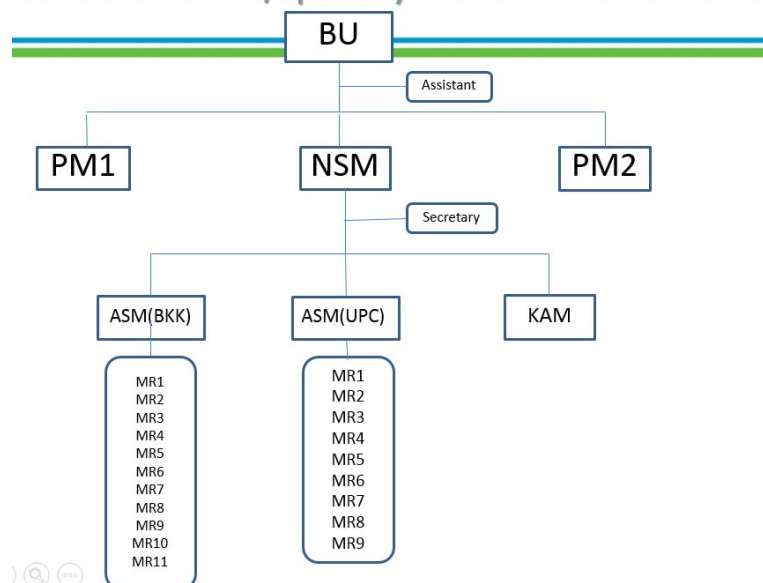 BU
Assistant
PM1
NSM
PM2
Secretary
ASM(BKK)
ASM(UPC)
KAM
MR1
MR2
MR3
MR4
MR5
MR6
MR7
MR8
MR9
MR10
MR11
MR1
MR2
MR3
MR4
MR5
MR6
MR7
MR8
MR9